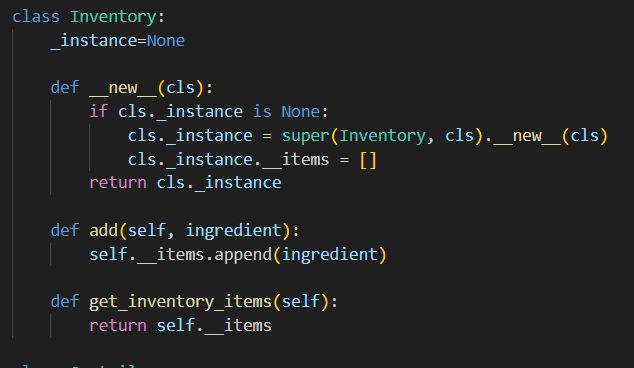 class Inventory:
    _instance=None

    def __new__(cls):
        if cls._instance is None:
            cls._instance = super(Inventory, cls).__new__(cls)
            cls._instance.__items = []
        return cls._instance

    def add(self, ingredient):
        self.__items.append(ingredient)

    def get_inventory_items(self):
        return self.__items